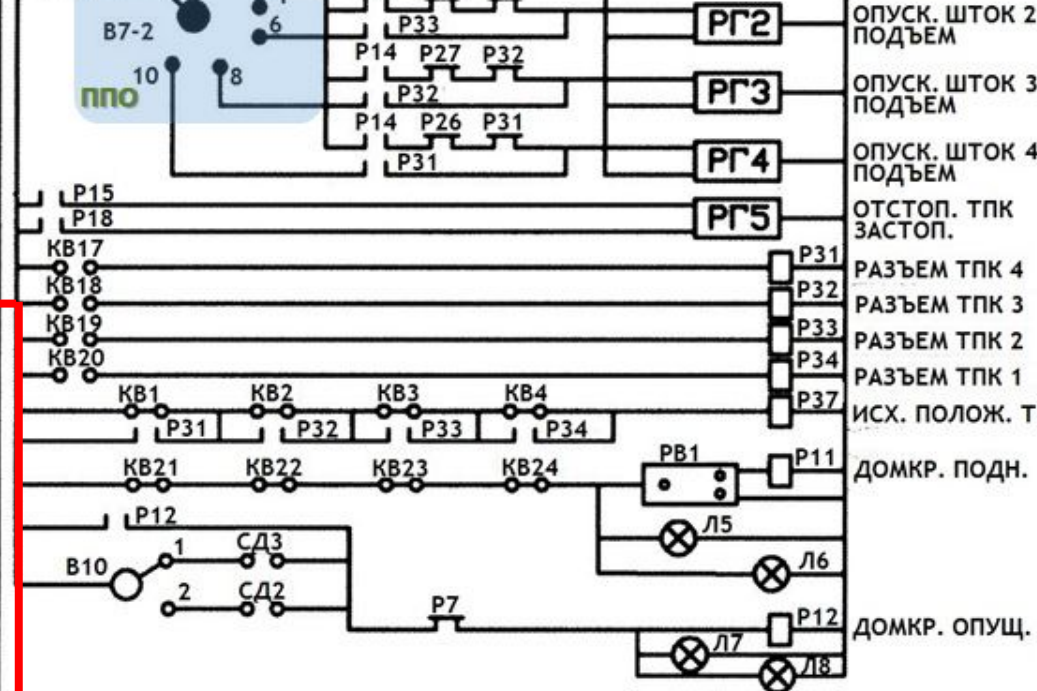 РГ2
ОПУСК. ШТОК 2
ПОДЪЕМ
В7-2
6
Р33
Р14 Р27 Р32
10
8
РГ3
ОПУСК. ШТОК 3
ПОДЪЕМ
ппо
Р32
Р14 Р26 Р31
РГ4
ОПУСК. ШТОК 4
ПОДЪЕМ
Р31
Р15
РГ5
ОТСТОП. ТПК
ЗАСТОП.
Р18
КВ17
Р31
РАЗЪЕМ ТПК 4
КВ18
Р32
РАЗЪЕМ ТПК 3
КВ19
Р33
РАЗЪЕМ ТПК 2
КВ20
Р34
РАЗЪЕМ ТПК 1
КВ1 КВ2 КВ3 КВ4
Р37
ИСХ. ПОЛОЖ. Т
Р31 Р32 Р33 Р34
КВ21 КВ22 КВ23 КВ24
РВ1
Р11
ДОМКР. ПОДН.
Р12
Л5
В10
1
СД3
Л6
2
СД2
Р7
Р12
ДОМКР. ОПУЩ.
Л7
Л8